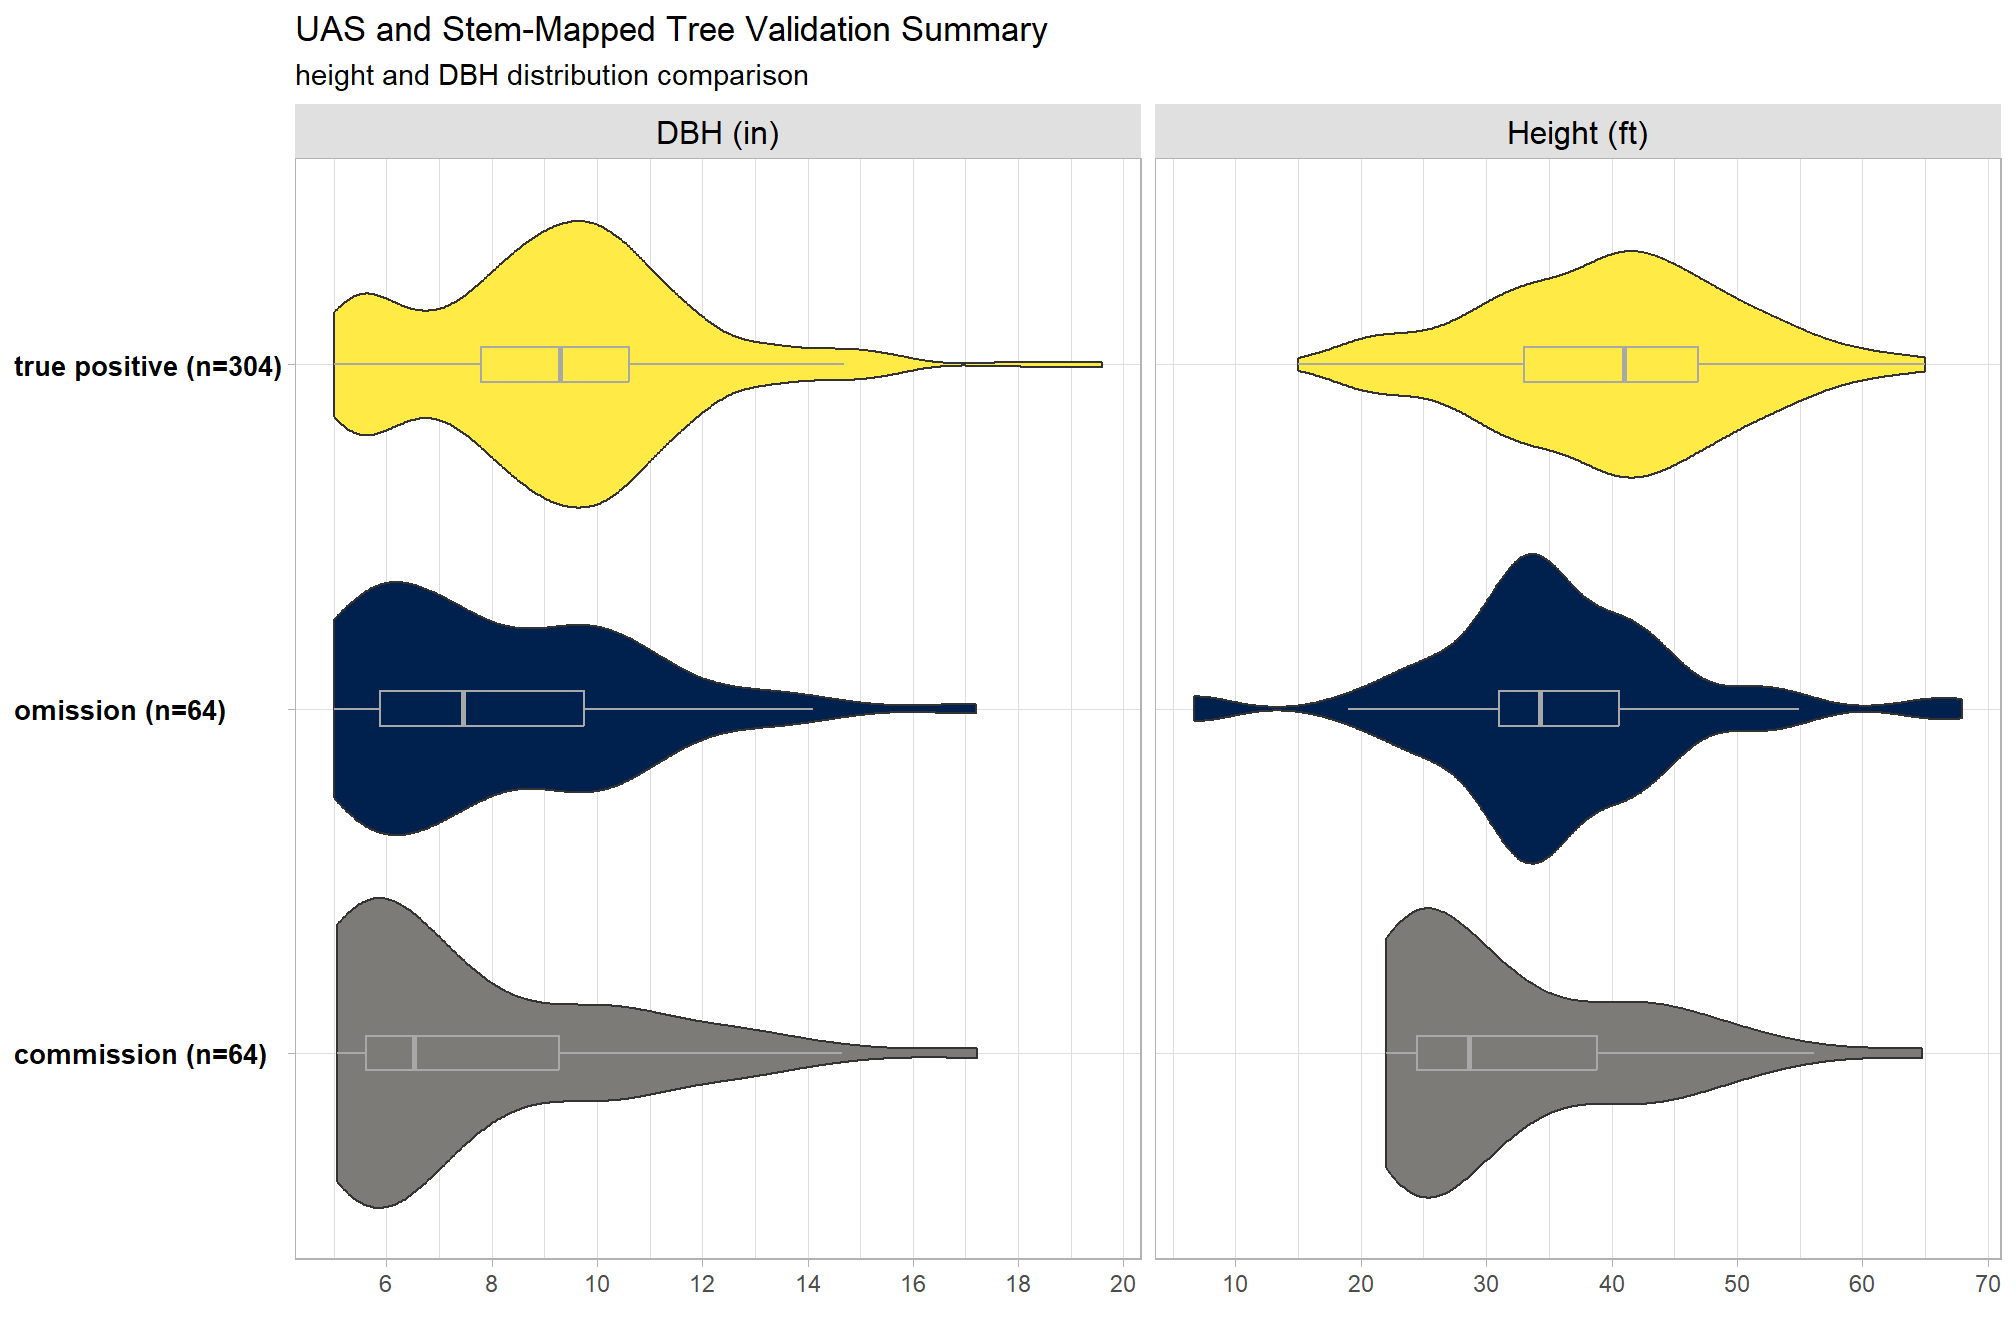 UAS and Stem-Mapped Tree Validation Summary
height and DBH distribution comparison
DBH (in)
Height (ft)
true positive (n=304)
omission (n=64)
commission (n=64)
6 8 10 12 14 16 18 20
10 20 30 40 50 60 70